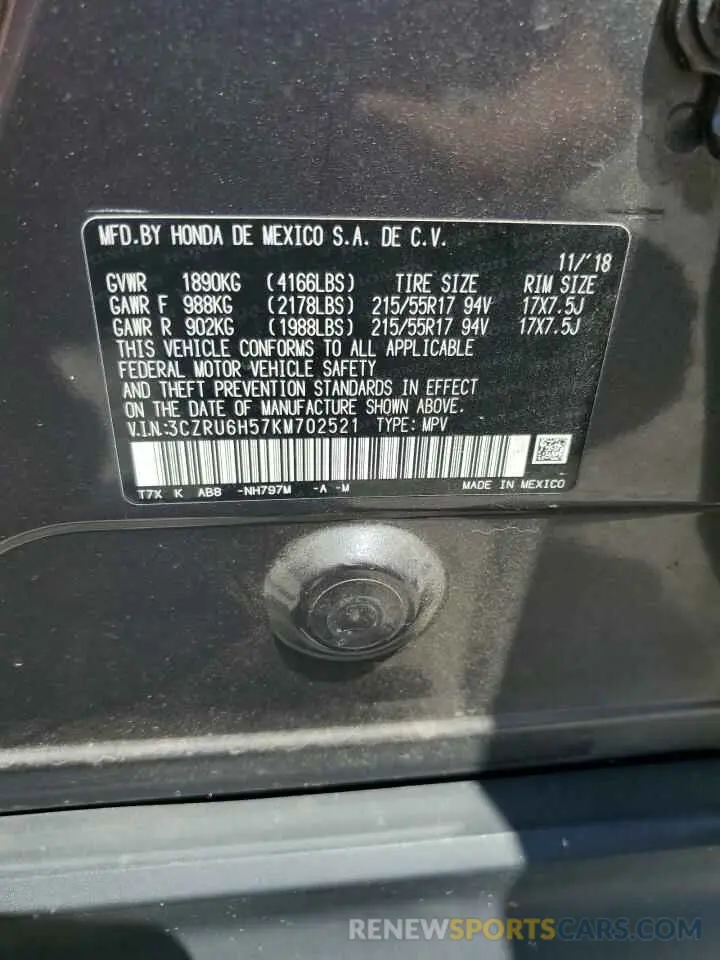 MFD.BY HONDA DE MEXICO S.A. DE C.V.
11/'18
GVWR 1890KG (4166LBS) TIRE SIZE RIM SIZE
GAWR F 988KG (2178LBS) 215/55R17 94V 17X7.5J
GAWR R 902KG (1988LBS) 215/55R17 94V 17X7.5J
THIS VEHICLE CONFORMS TO ALL APPLICABLE
FEDERAL MOTOR VEHICLE SAFETY
AND THEFT PREVENTION STANDARDS IN EFFECT
ON THE DATE OF MANUFACTURE SHOWN ABOVE.
V.I.N.:3CZRU6H57KM702521 TYPE: MPV
T7X K AB8 -NH797M -A -M MADE IN MEXICO
RENEWSPORTSCARS.COM